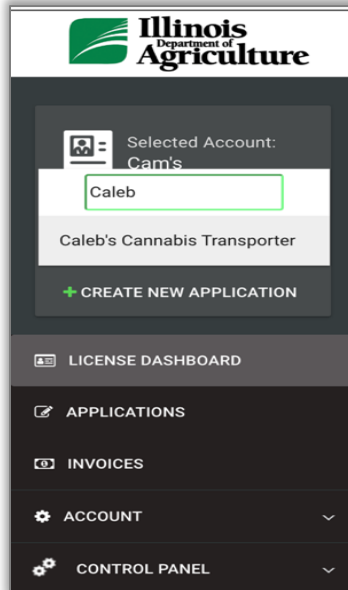 Illinois
Department of
Agriculture
Selected Account:
Cam's
Caleb
Caleb's Cannabis Transporter
+ CREATE NEW APPLICATION
LICENSE DASHBOARD
APPLICATIONS
INVOICES
ACCOUNT
CONTROL PANEL